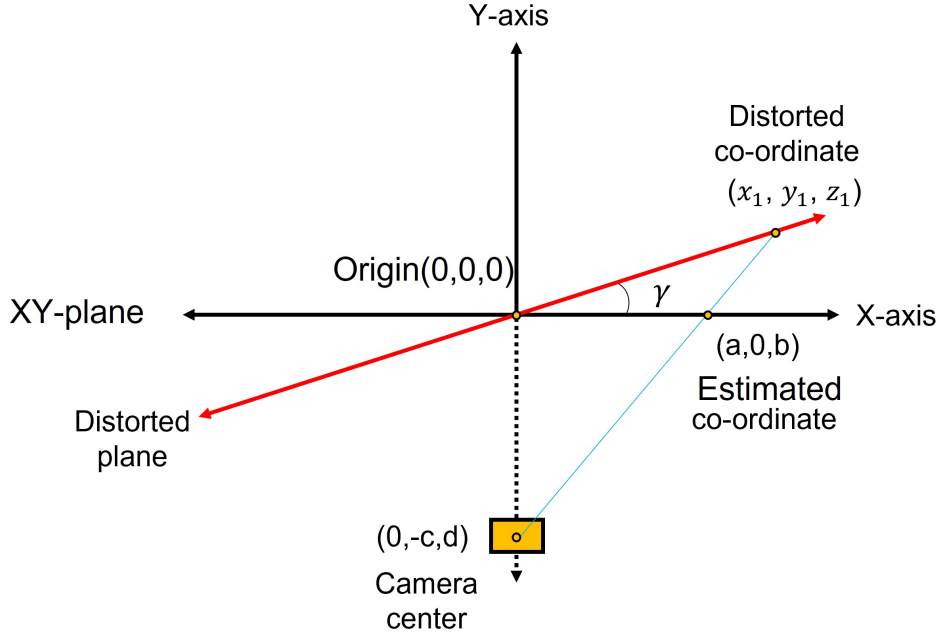 Y-axis
Distorted
co-ordinate
(x₁, y₁, z₁)
Origin(0,0,0)
γ
XY-plane
X-axis
(a,0,b)
Estimated
co-ordinate
Distorted
plane
(0,-c,d)
Camera
center